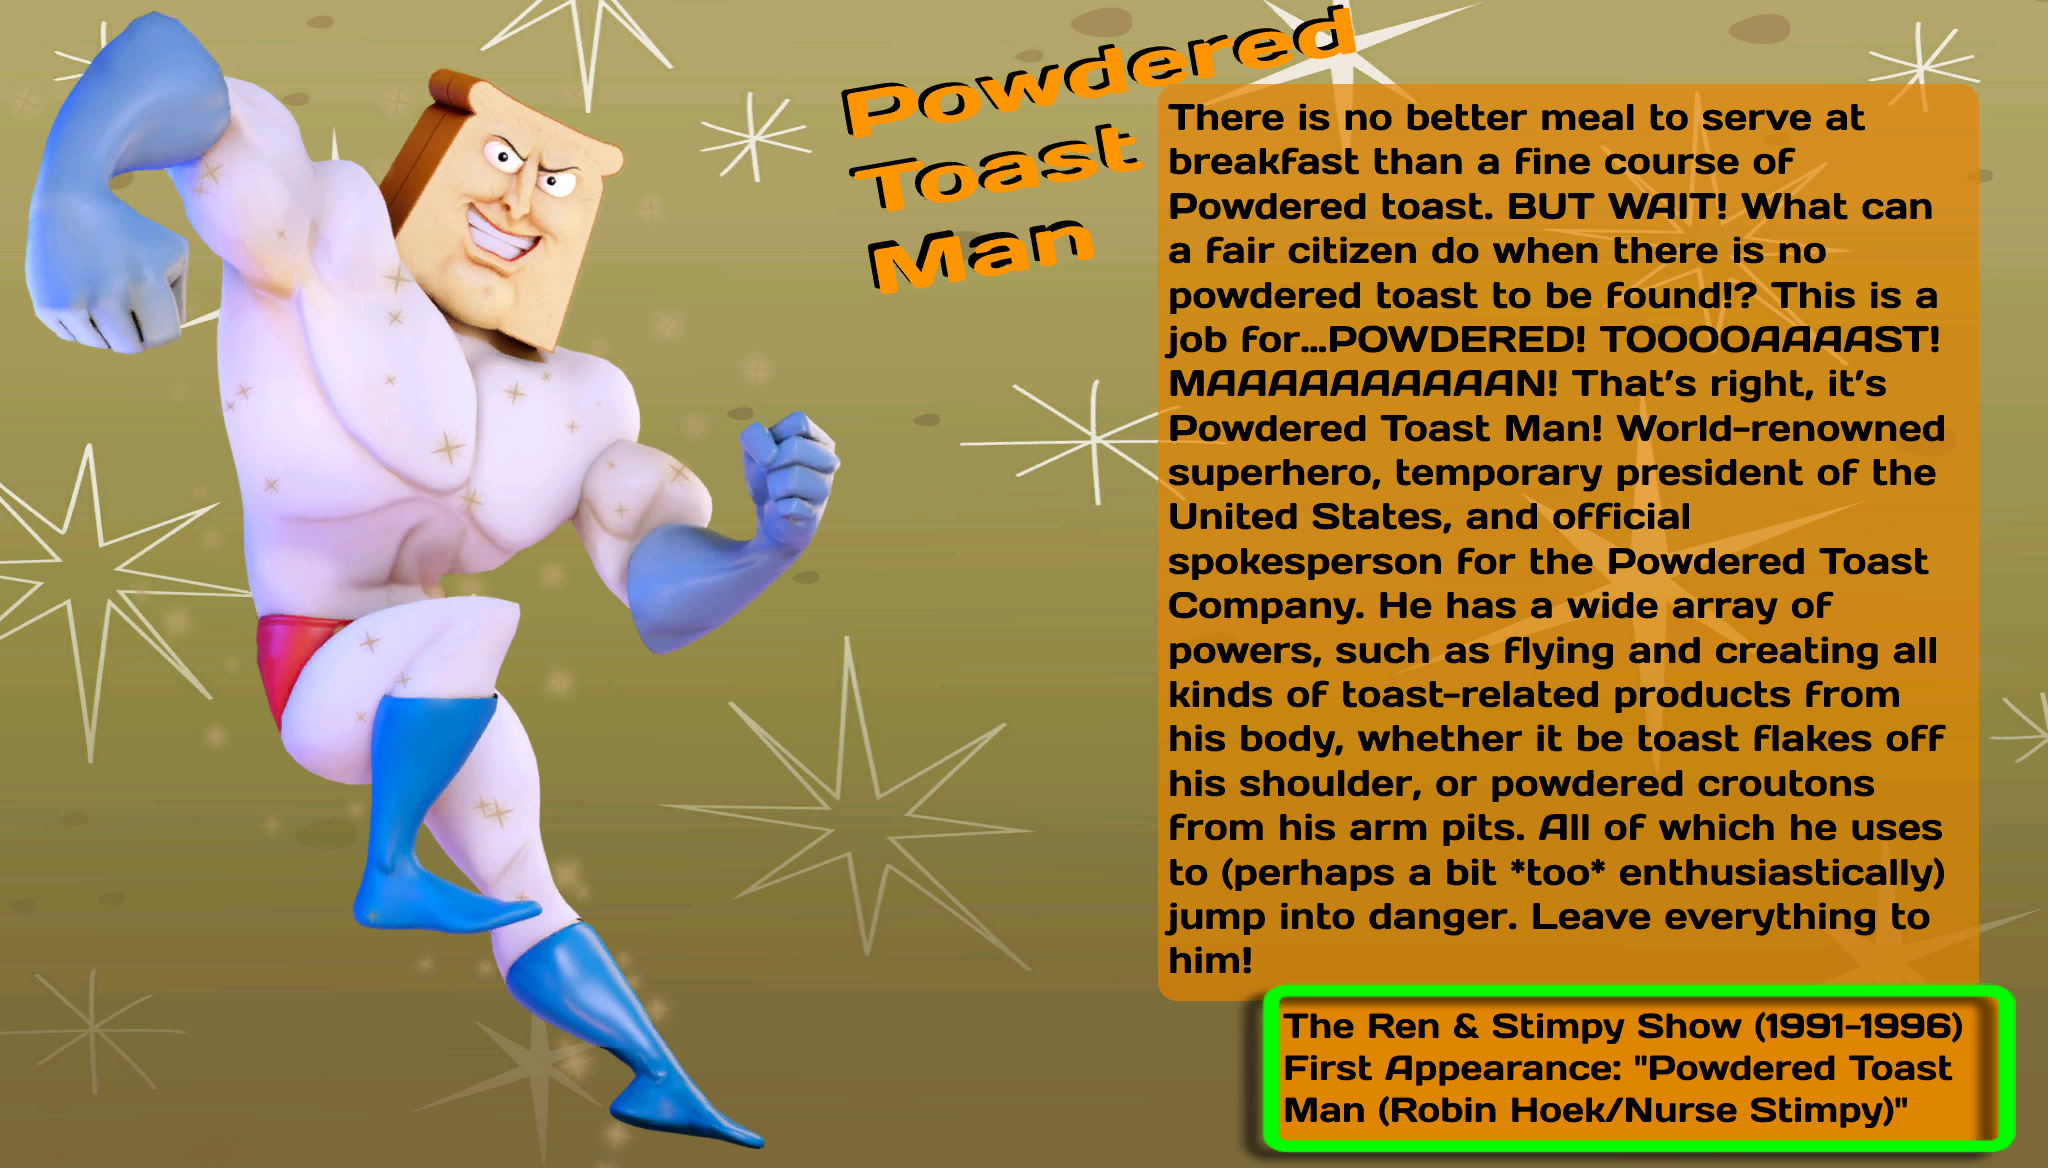 Powdered
Toast
Man
There is no better meal to serve at
breakfast than a fine course of
Powdered toast. BUT WAIT! What can
a fair citizen do when there is no
powdered toast to be found!? This is a
job for...POWDERED! TOOOOAAAAST!
MAAAAAAAAAAAN! That's right, it's
Powdered Toast Man! World-renowned
superhero, temporary president of the
United States, and official
spokesperson for the Powdered Toast
Company. He has a wide array of
powers, such as flying and creating all
kinds of toast-related products from
his body, whether it be toast flakes off
his shoulder, or powdered croutons
from his arm pits. All of which he uses
to (perhaps a bit *too* enthusiastically)
jump into danger. Leave everything to
him!
The Ren & Stimpy Show (1991-1996)
First Appearance: "Powdered Toast
Man (Robin Hoek/Nurse Stimpy)"